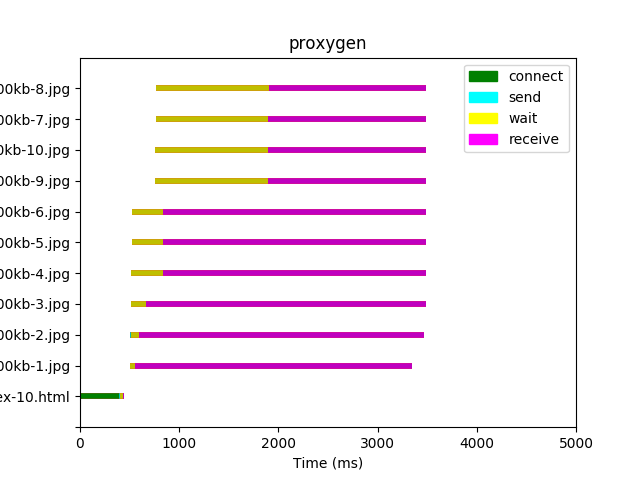 proxygen
connect
send
wait
receive
00kb-8.jpg
00kb-7.jpg
0kb-10.jpg
00kb-9.jpg
00kb-6.jpg
00kb-5.jpg
00kb-4.jpg
00kb-3.jpg
00kb-2.jpg
00kb-1.jpg
ex-10.html
0 1000 2000 3000 4000 5000
Time (ms)